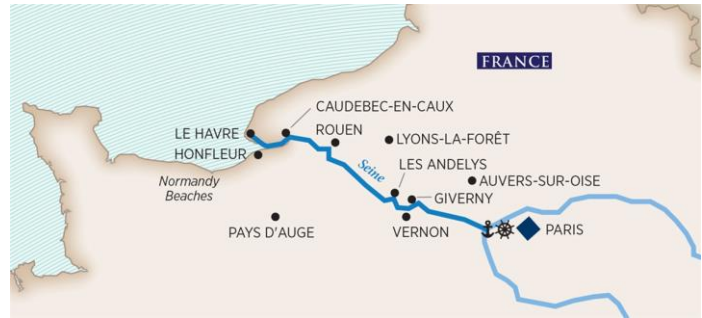 FRANCE
CAUDEBEC-EN-CAUX
LE HAVRE
ROUEN
LYONS-LA-FORÊT
HONFLEUR
Seine
LES ANDELYS
Normandy
Beaches
AUVERS-SUR-OISE
GIVERNY
PAYS D'AUGE
VERNON
PARIS